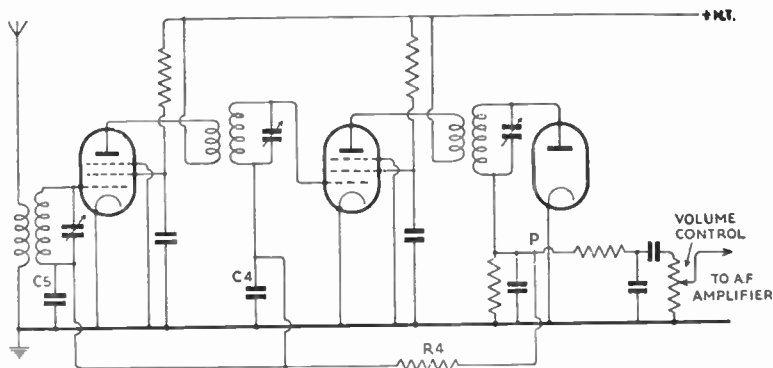 +H.T.
C5
C4
P
VOLUME
CONTROL
TO A.F
AMPLIFIER
R4